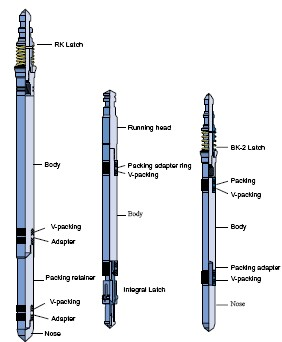 RK Latch
Body
V-packing
Adapter
Packing retainer
V-packing
Adapter
Nose
Running head
Packing adapter ring
V-packing
Body
Integral Latch
BK-2 Latch
Packing
V-packing
Body
Packing adapter
V-packing
Nose